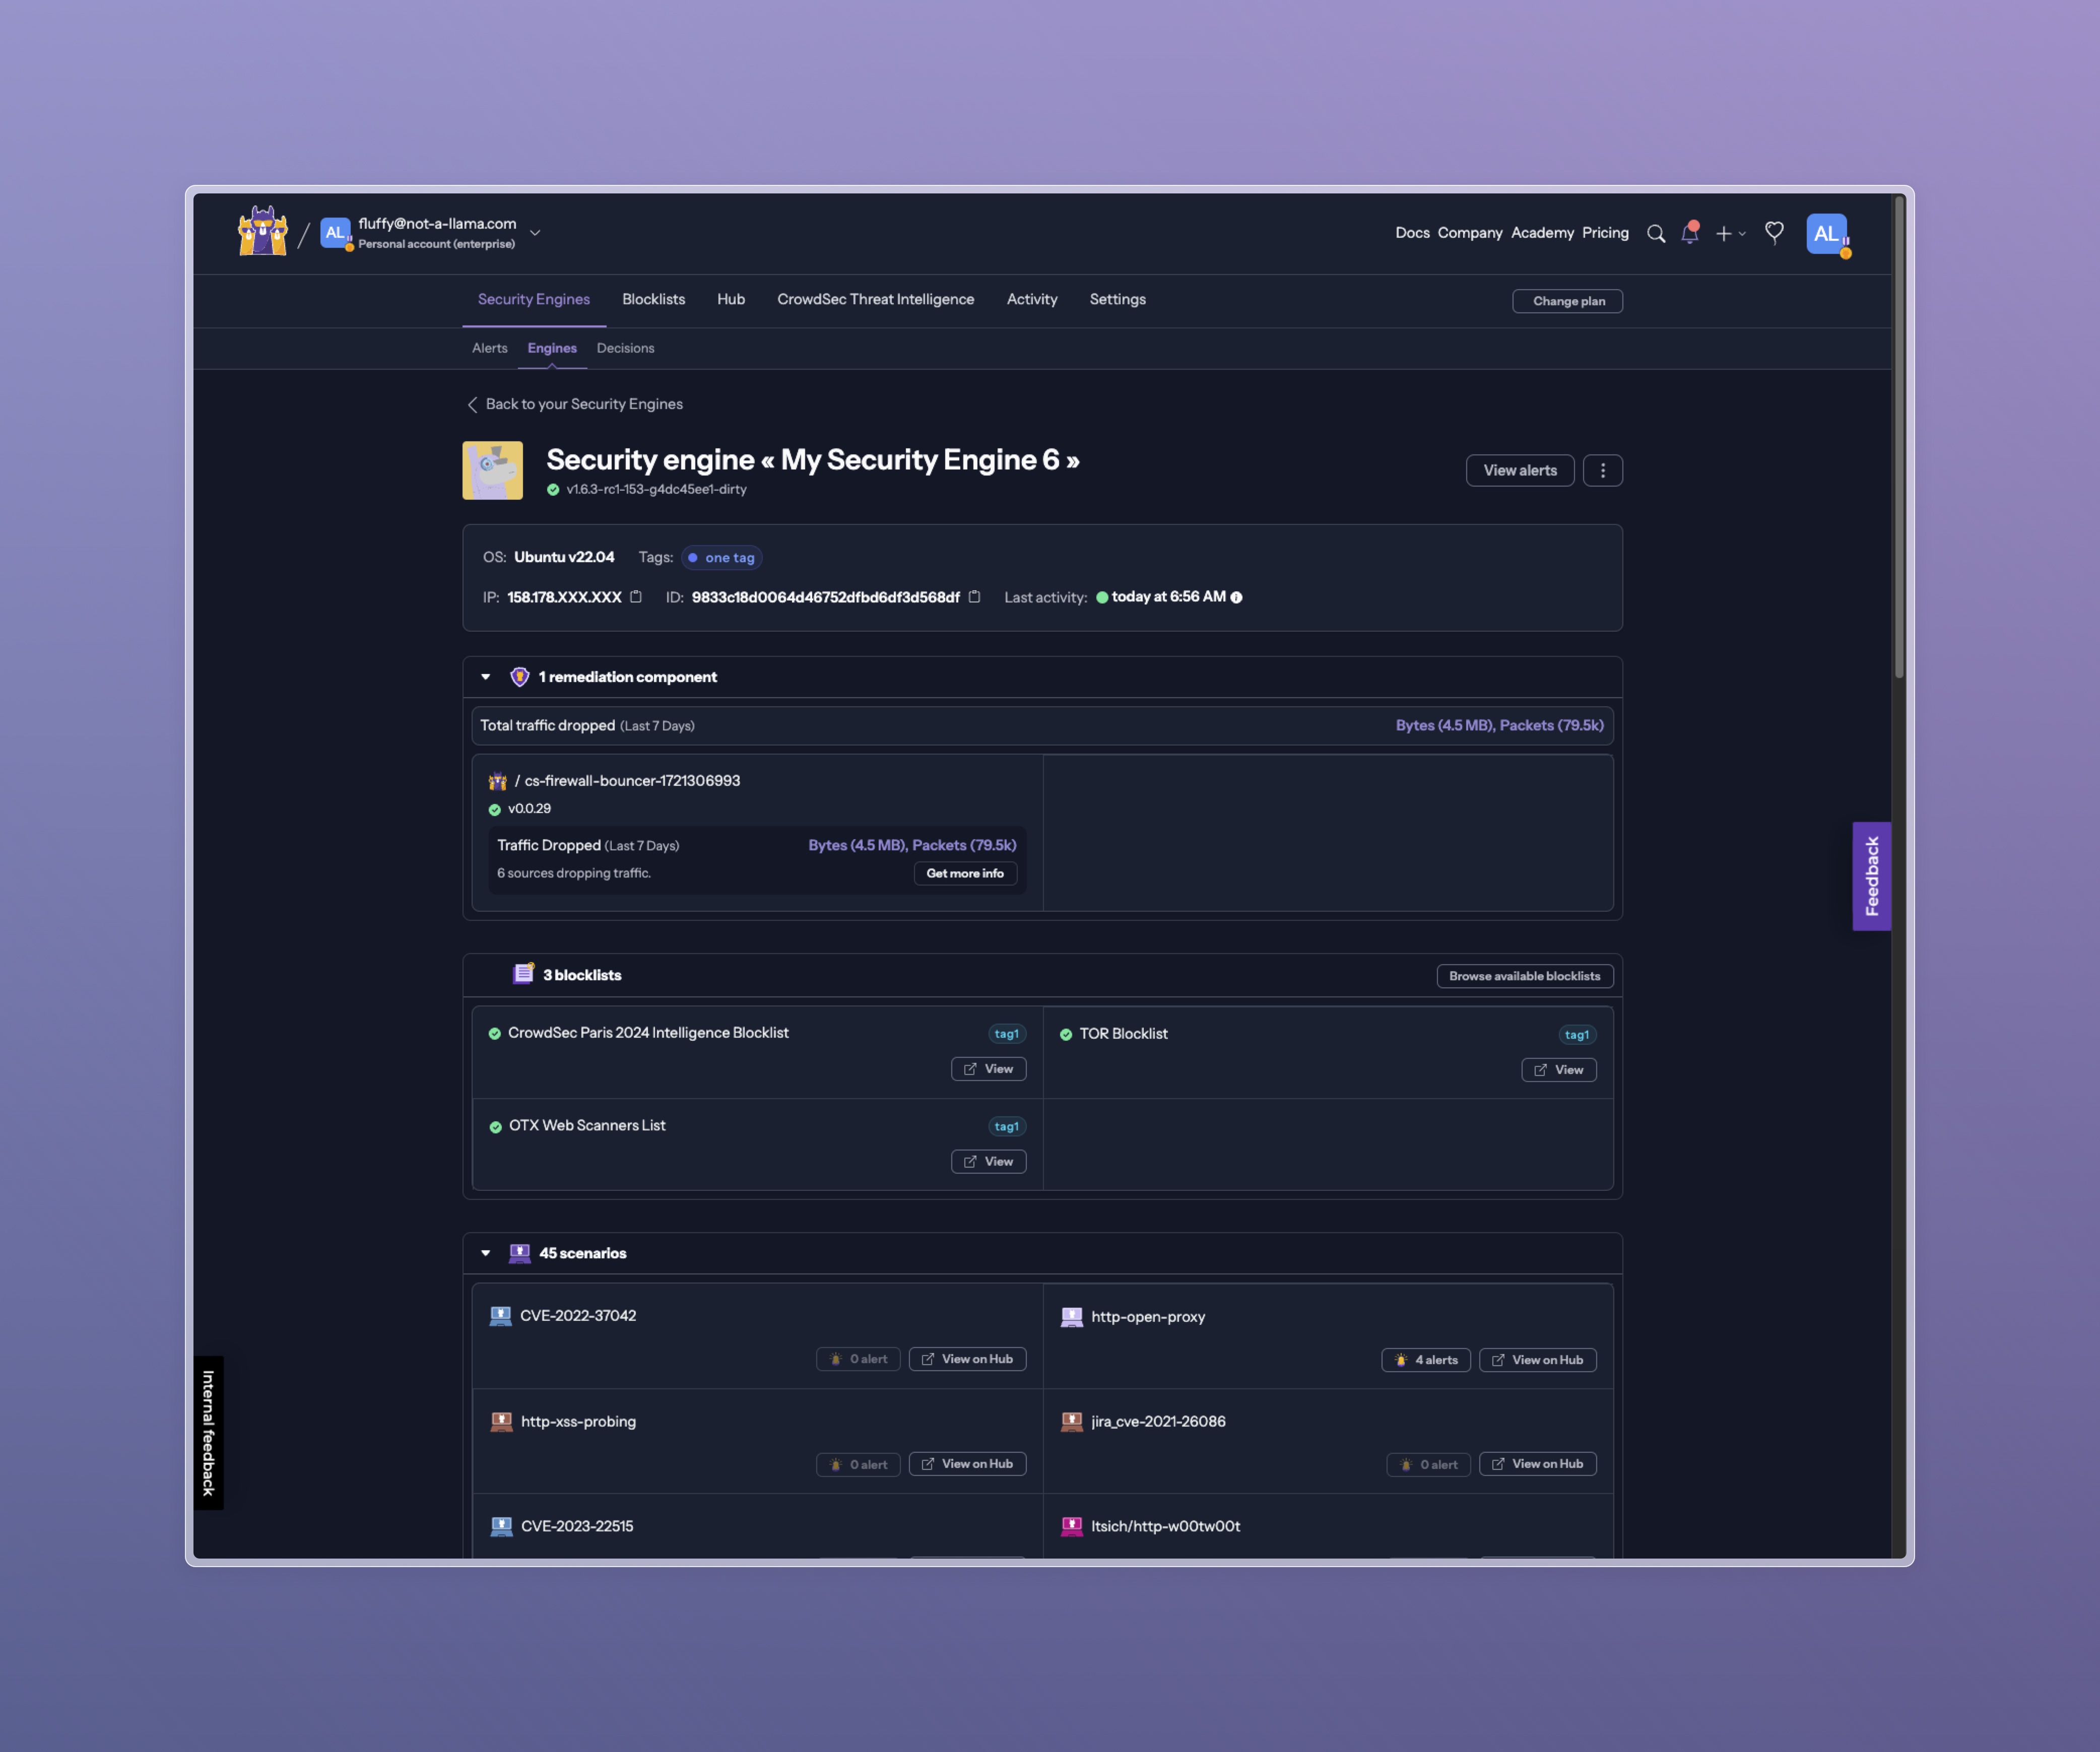 AL fluffy@not-a-llama.com
Personal account (enterprise)
Docs Company Academy Pricing
AL
Security Engines Blocklists Hub CrowdSec Threat Intelligence Activity Settings Change plan
Alerts Engines Decisions
Back to your Security Engines
Security engine « My Security Engine 6 »
v1.6.3-rc1-153-g4dc45ee1-dirty
View alerts
OS: Ubuntu v22.04 Tags: one tag
IP: 158.178.XXX.XXX ID: 9833c18d0064d46752dfbd6df3d568df Last activity: today at 6:56 AM
1 remediation component
Total traffic dropped (Last 7 Days) Bytes (4.5 MB), Packets (79.5k)
/ cs-firewall-bouncer-1721306993
v0.0.29
Traffic Dropped (Last 7 Days) Bytes (4.5 MB), Packets (79.5k)
6 sources dropping traffic. Get more info
Feedback
3 blocklists Browse available blocklists
CrowdSec Paris 2024 Intelligence Blocklist tag1
View
TOR Blocklist tag1
View
OTX Web Scanners List tag1
View
45 scenarios
CVE-2022-37042
0 alert View on Hub
http-open-proxy
4 alerts View on Hub
http-xss-probing
0 alert View on Hub
jira_cve-2021-26086
0 alert View on Hub
CVE-2023-22515
ltsich/http-w00tw00t
Internal feedback